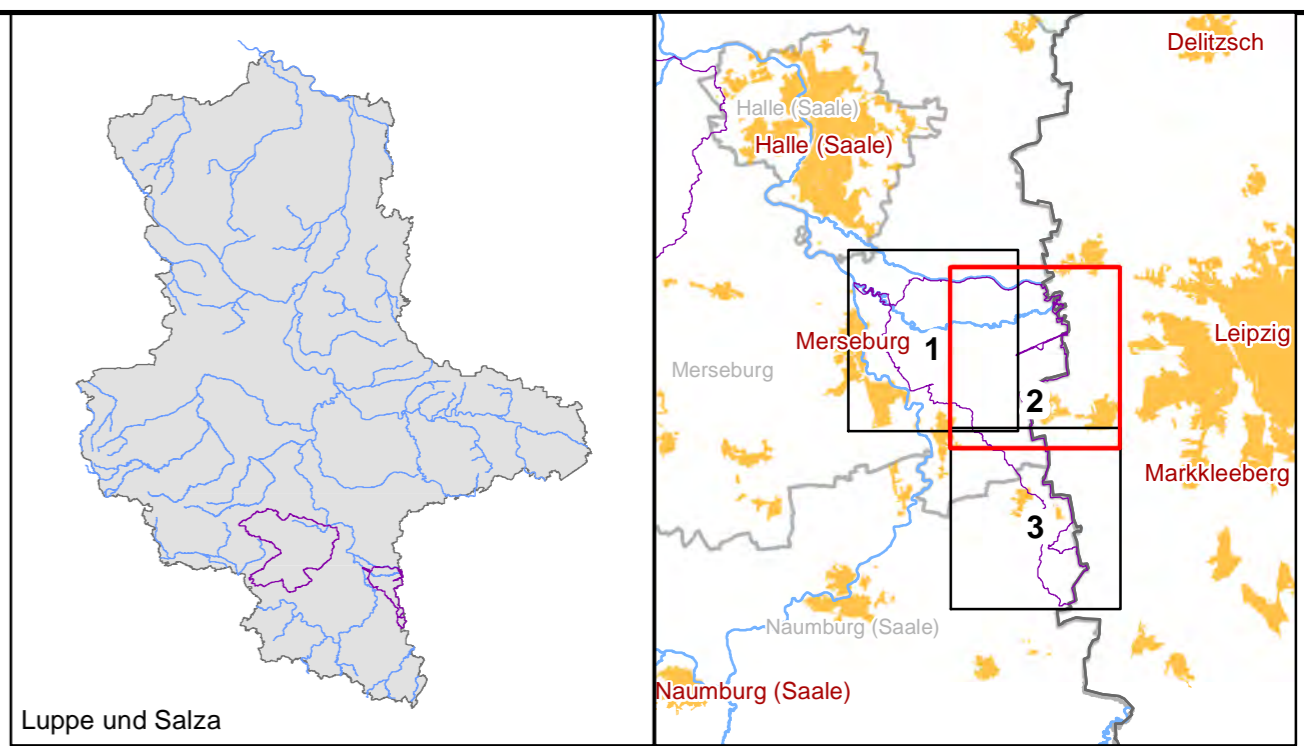 Luppe und Salza
Delitzsch
Halle (Saale)
Halle (Saale)
Merseburg
1
Leipzig
Merseburg
2
Markkleeberg
3
Naumburg (Saale)
Naumburg (Saale)